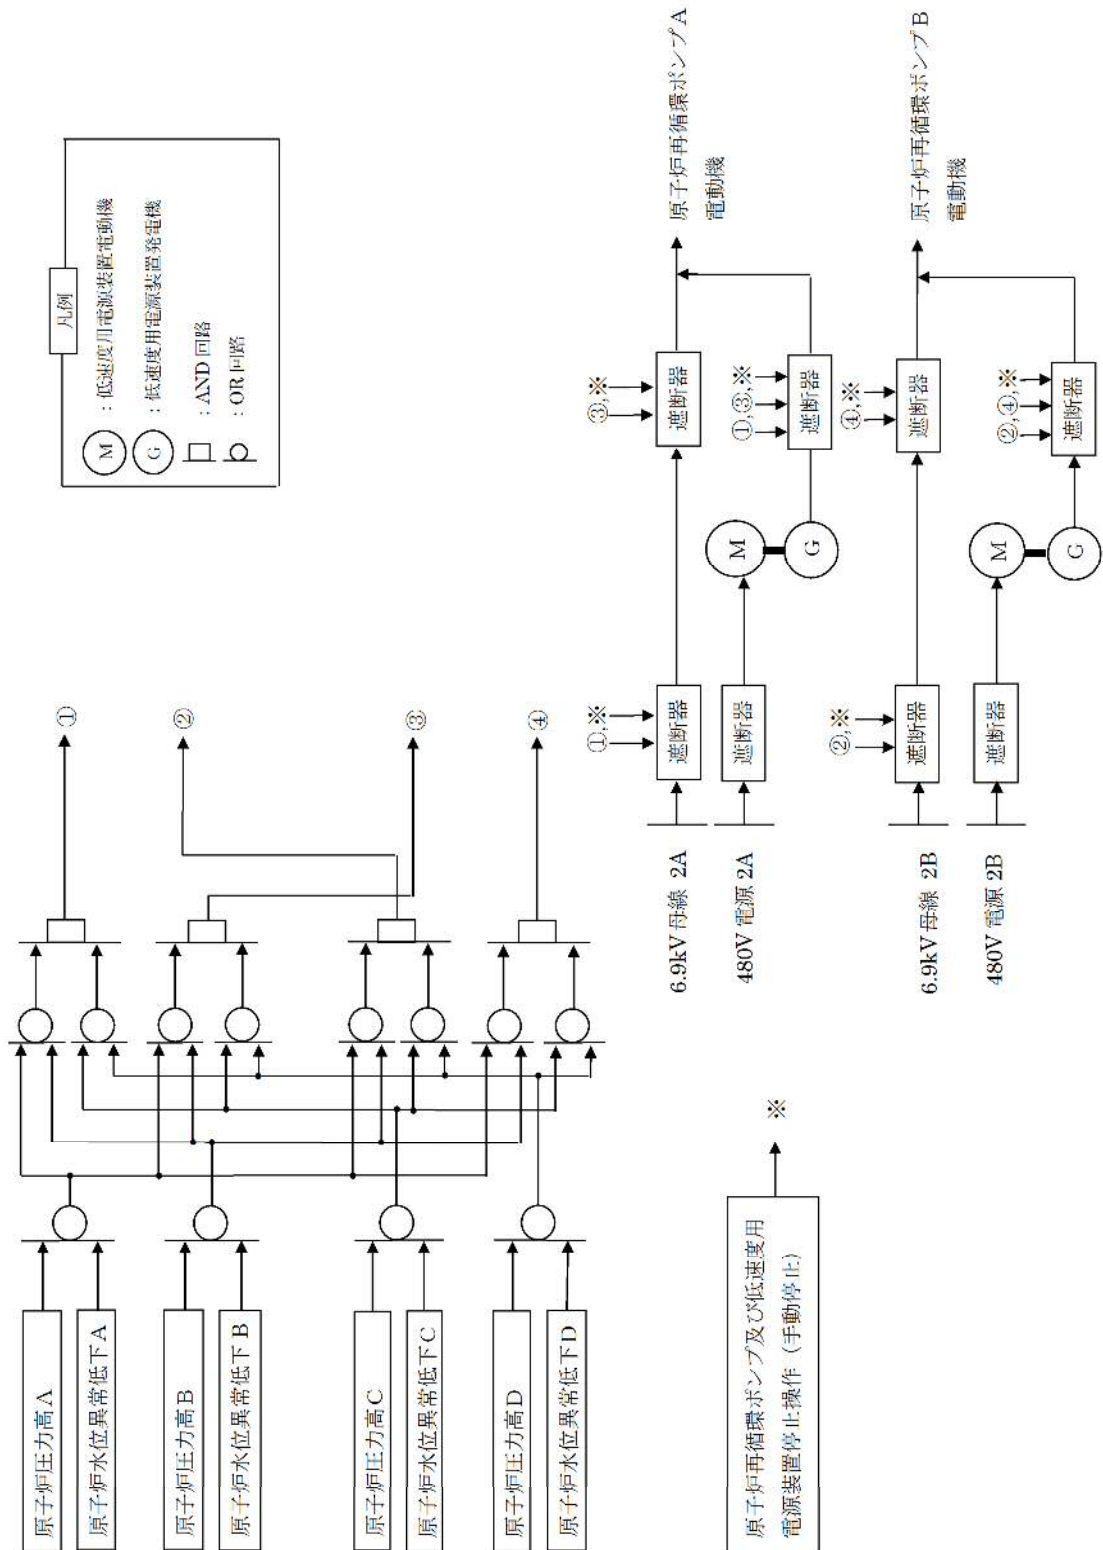 凡例
M
：低速度用電源装置電動機
G
：低速度用電源装置発電機
：AND回路
：OR回路
原子炉圧力高A
原子炉水位異常低下A
原子炉圧力高B
原子炉水位異常低下B
原子炉圧力高C
原子炉水位異常低下C
原子炉圧力高D
原子炉水位異常低下D
①
②
③
④
原子炉再循環ポンプ及び低速度用
電源装置停止操作（手動停止）
※
①,※
③,※
6.9kV 母線 2A
遮断器
遮断器
原子炉再循環ポンプA
電動機
①,③,※
480V 電源 2A
遮断器
M
G
遮断器
②,※
④,※
6.9kV 母線 2B
遮断器
遮断器
原子炉再循環ポンプB
電動機
②,④,※
480V 電源 2B
遮断器
M
G
遮断器